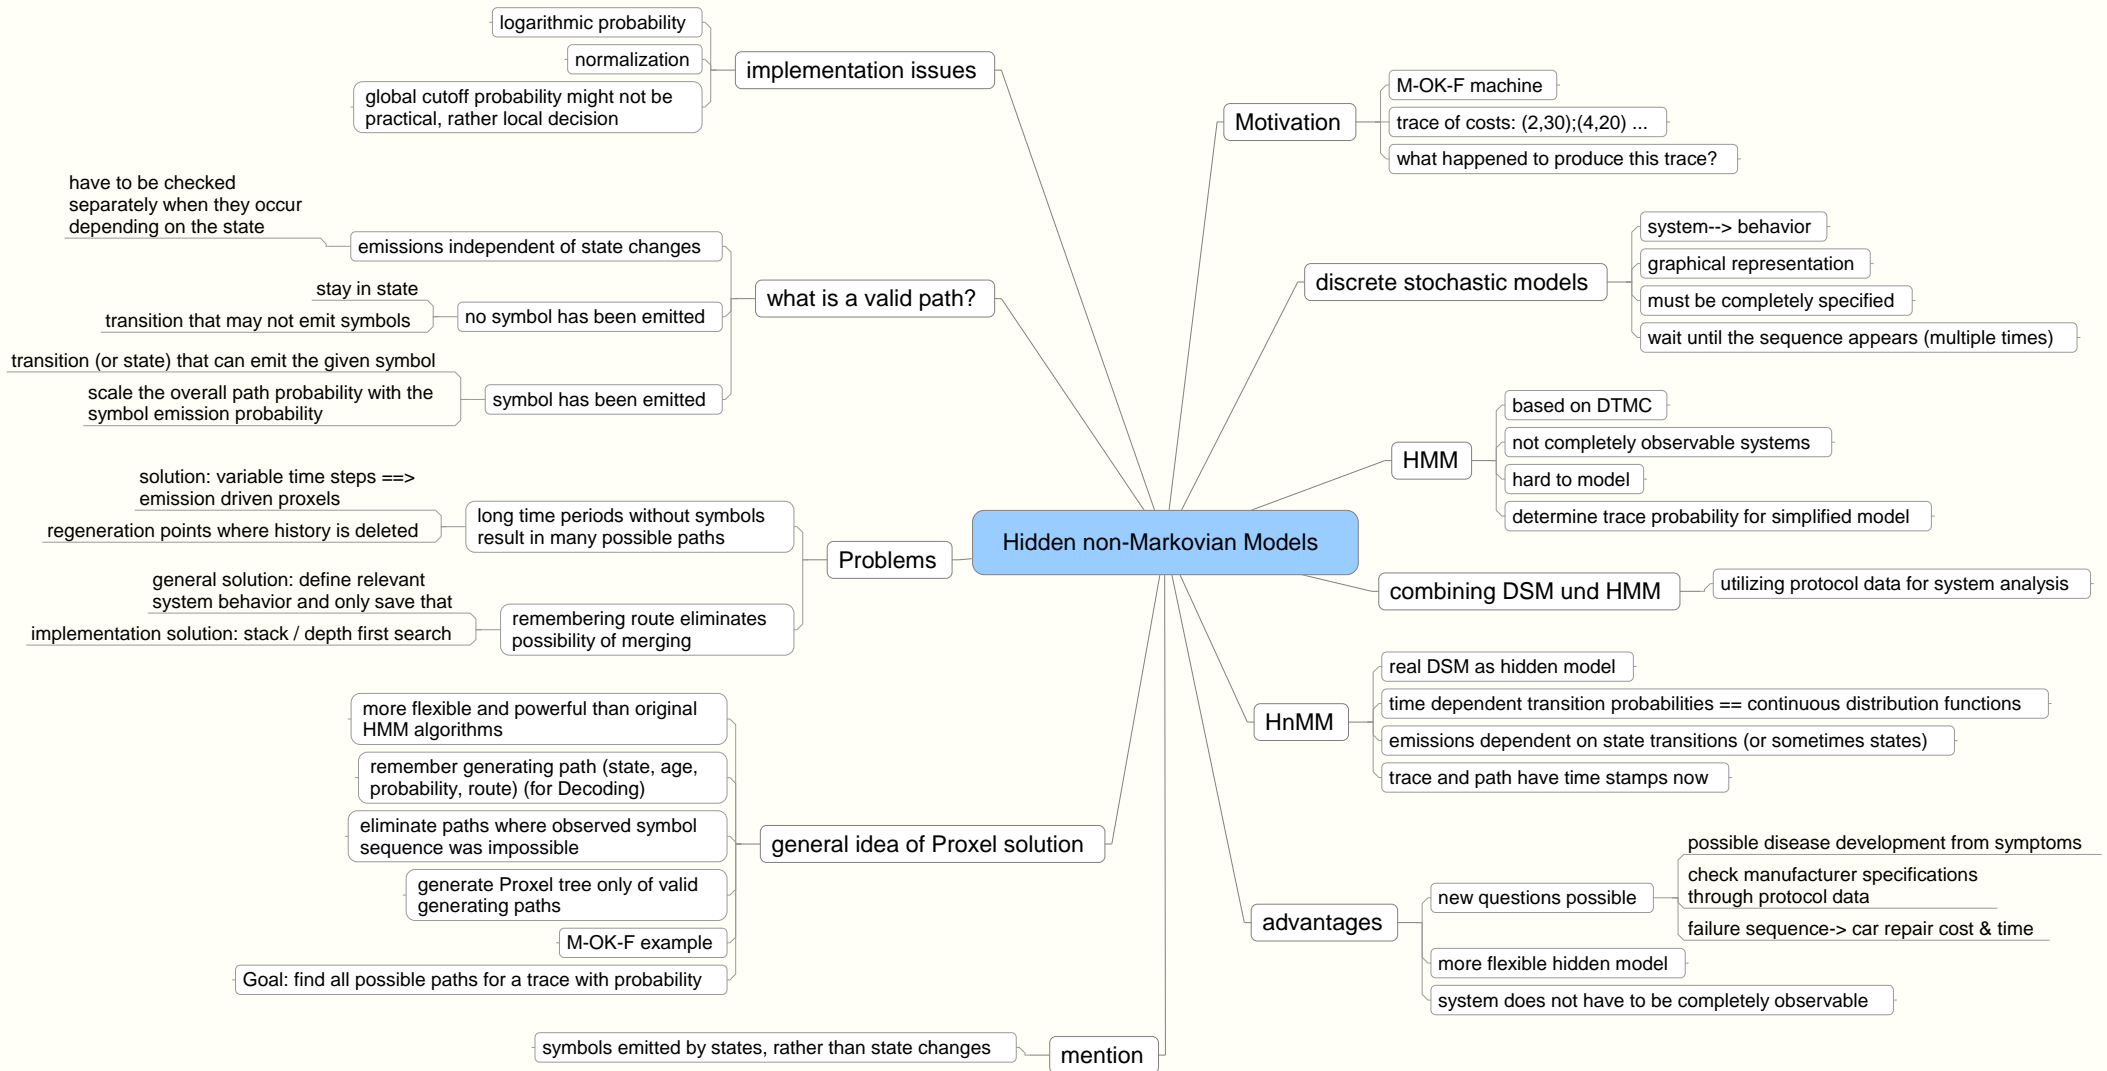 Hidden non-Markovian Models
Motivation
M-OK-F machine
trace of costs: (2,30);(4,20) ...
what happened to produce this trace?
discrete stochastic models
system--> behavior
graphical representation
must be completely specified
wait until the sequence appears (multiple times)
HMM
based on DTMC
not completely observable systems
hard to model
determine trace probability for simplified model
combining DSM und HMM
utilizing protocol data for system analysis
HnMM
real DSM as hidden model
time dependent transition probabilities == continuous distribution functions
emissions dependent on state transitions (or sometimes states)
trace and path have time stamps now
advantages
new questions possible
possible disease development from symptoms
check manufacturer specifications
through protocol data
failure sequence-> car repair cost & time
more flexible hidden model
system does not have to be completely observable
implementation issues
logarithmic probability
normalization
global cutoff probability might not be
practical, rather local decision
what is a valid path?
emissions independent of state changes
have to be checked
separately when they occur
depending on the state
no symbol has been emitted
stay in state
transition that may not emit symbols
symbol has been emitted
transition (or state) that can emit the given symbol
scale the overall path probability with the
symbol emission probability
Problems
long time periods without symbols
result in many possible paths
solution: variable time steps ==>
emission driven proxels
regeneration points where history is deleted
remembering route eliminates
possibility of merging
general solution: define relevant
system behavior and only save that
implementation solution: stack / depth first search
general idea of Proxel solution
more flexible and powerful than original
HMM algorithms
remember generating path (state, age,
probability, route) (for Decoding)
eliminate paths where observed symbol
sequence was impossible
generate Proxel tree only of valid
generating paths
M-OK-F example
Goal: find all possible paths for a trace with probability
mention
symbols emitted by states, rather than state changes